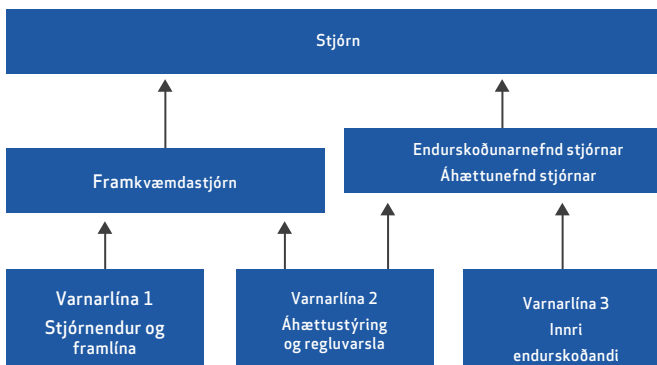 Stjórn
Framkvæmdastjórn
Endurskoðunarnefnd stjórnar
Áhættunefnd stjórnar
Varnarlína 1
Stjórnendur og
framlína
Varnarlína 2
Áhættustýring
og regluvarsla
Varnarlína 3
Innri
endurskoðandi